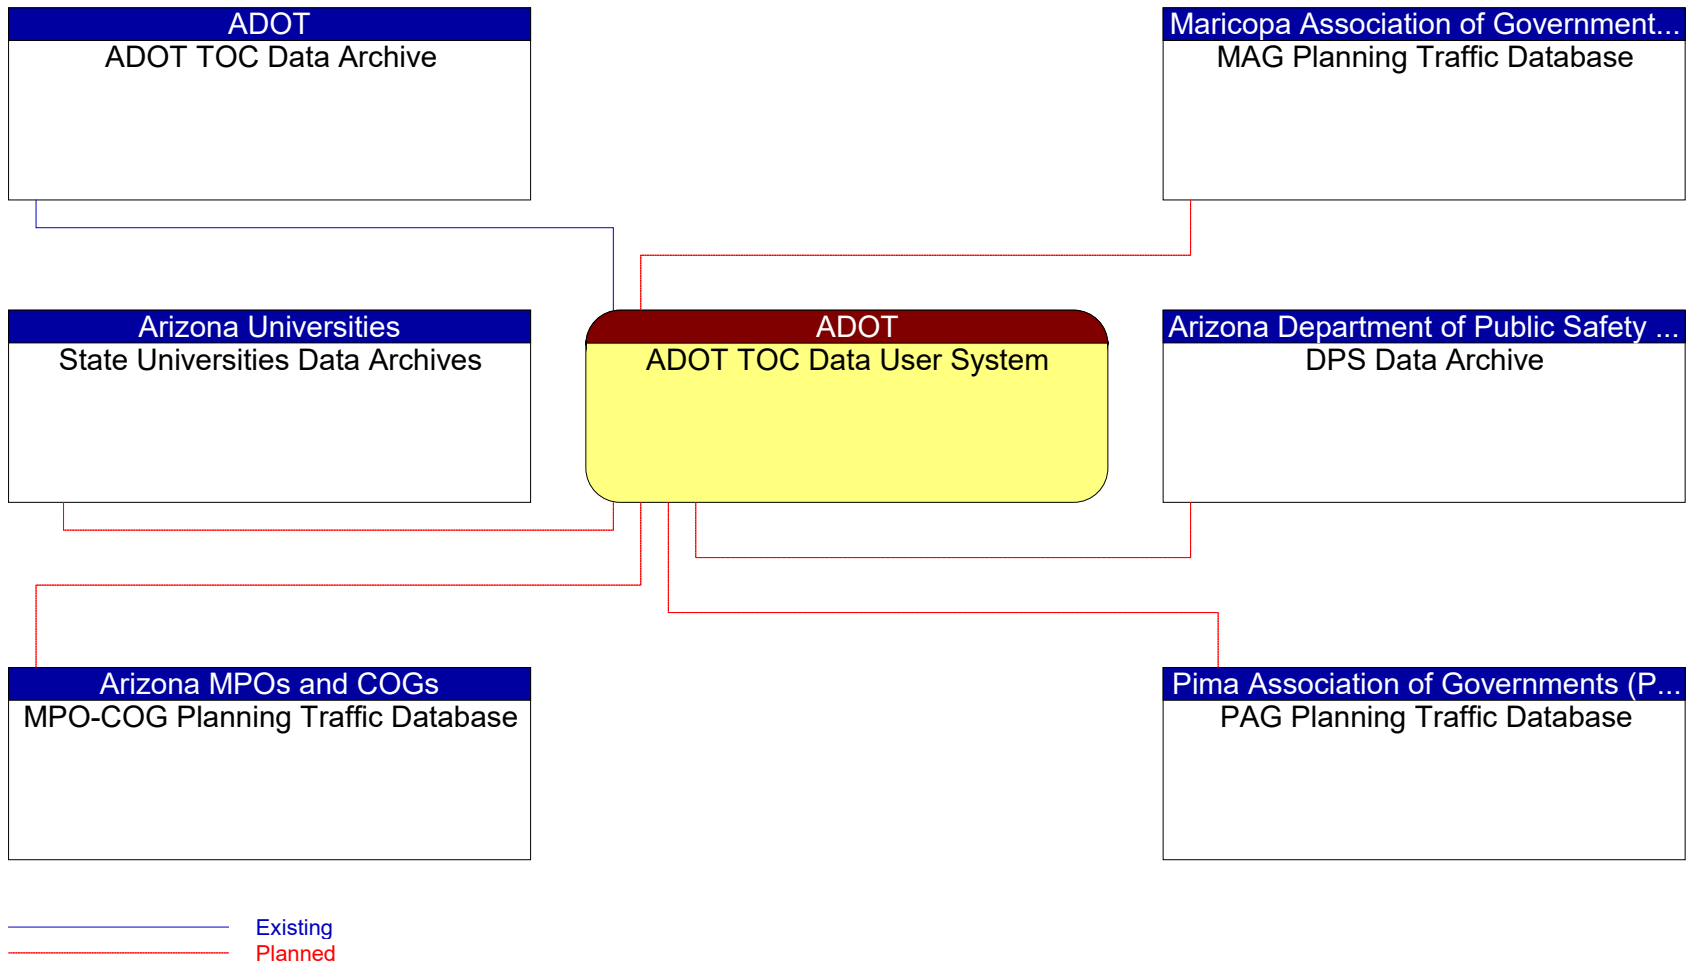 ADOT
ADOT TOC Data Archive
Maricopa Association of Government...
MAG Planning Traffic Database
Arizona Universities
State Universities Data Archives
ADOT
ADOT TOC Data User System
Arizona Department of Public Safety ...
DPS Data Archive
Arizona MPOs and COGs
MPO-COG Planning Traffic Database
Pima Association of Governments (P...
PAG Planning Traffic Database
Existing
Planned